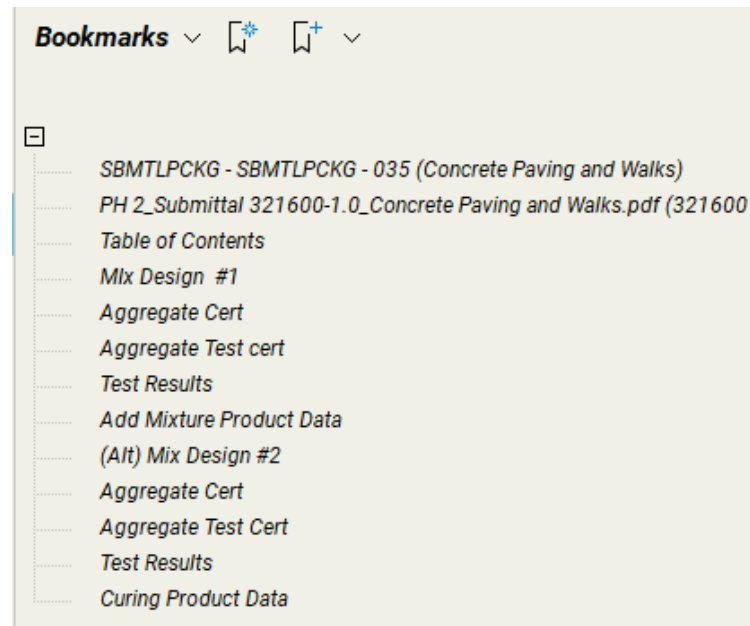 Bookmarks
SBMTLPCKG - SBMTLPCKG - 035 (Concrete Paving and Walks)
PH 2_Submittal 321600-1.0_Concrete Paving and Walks.pdf (321600
Table of Contents
MIx Design #1
Aggregate Cert
Aggregate Test cert
Test Results
Add Mixture Product Data
(Alt) Mix Design #2
Aggregate Cert
Aggregate Test Cert
Test Results
Curing Product Data